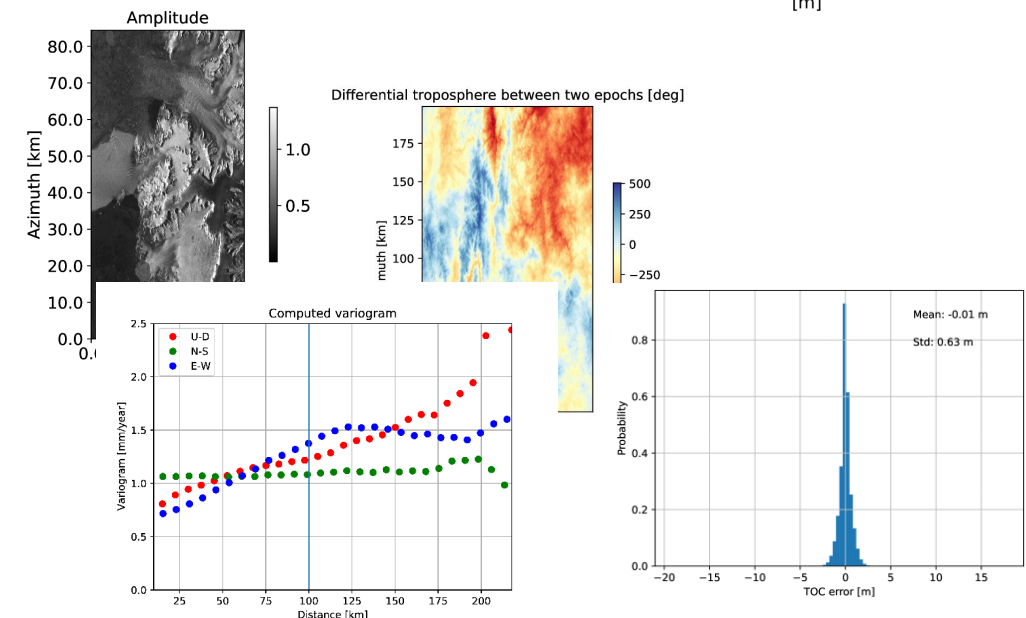 [m]
Amplitude
80.0
70.0
60.0
50.0
40.0
30.0
20.0
10.0
0.0
0.
Azimuth [km]
1.0
0.5
Differential troposphere between two epochs [deg]
175
150
125
100
muth [km]
500
250
0
−250
Computed variogram
2.5
2.0
1.5
1.0
0.5
0.0
Variogram [mm/year]
U-D
N-S
E-W
25 50 75 100 125 150 175 200
Distance [km]
Mean: -0.01 m
Std: 0.63 m
0.8
0.6
0.4
0.2
0.0
Probability
−20 −15 −10 −5 0 5 10 15
TOC error [m]